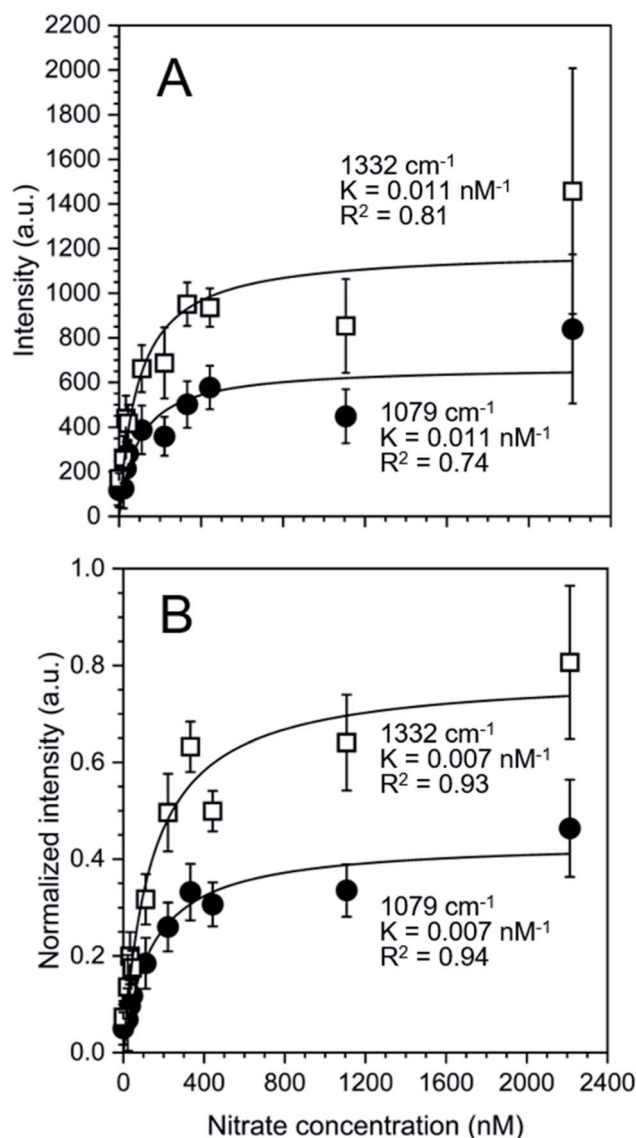 A
2200
2000
1800
1600
1400
1200
1000
800
600
400
200
0
Intensity (a.u.)
1332 cm⁻¹
K = 0.011 nM⁻¹
R² = 0.81
1079 cm⁻¹
K = 0.011 nM⁻¹
R² = 0.74
B
1.0
0.8
0.6
0.4
0.2
0.0
Normalized intensity (a.u.)
1332 cm⁻¹
K = 0.007 nM⁻¹
R² = 0.93
1079 cm⁻¹
K = 0.007 nM⁻¹
R² = 0.94
0 400 800 1200 1600 2000 2400
Nitrate concentration (nM)